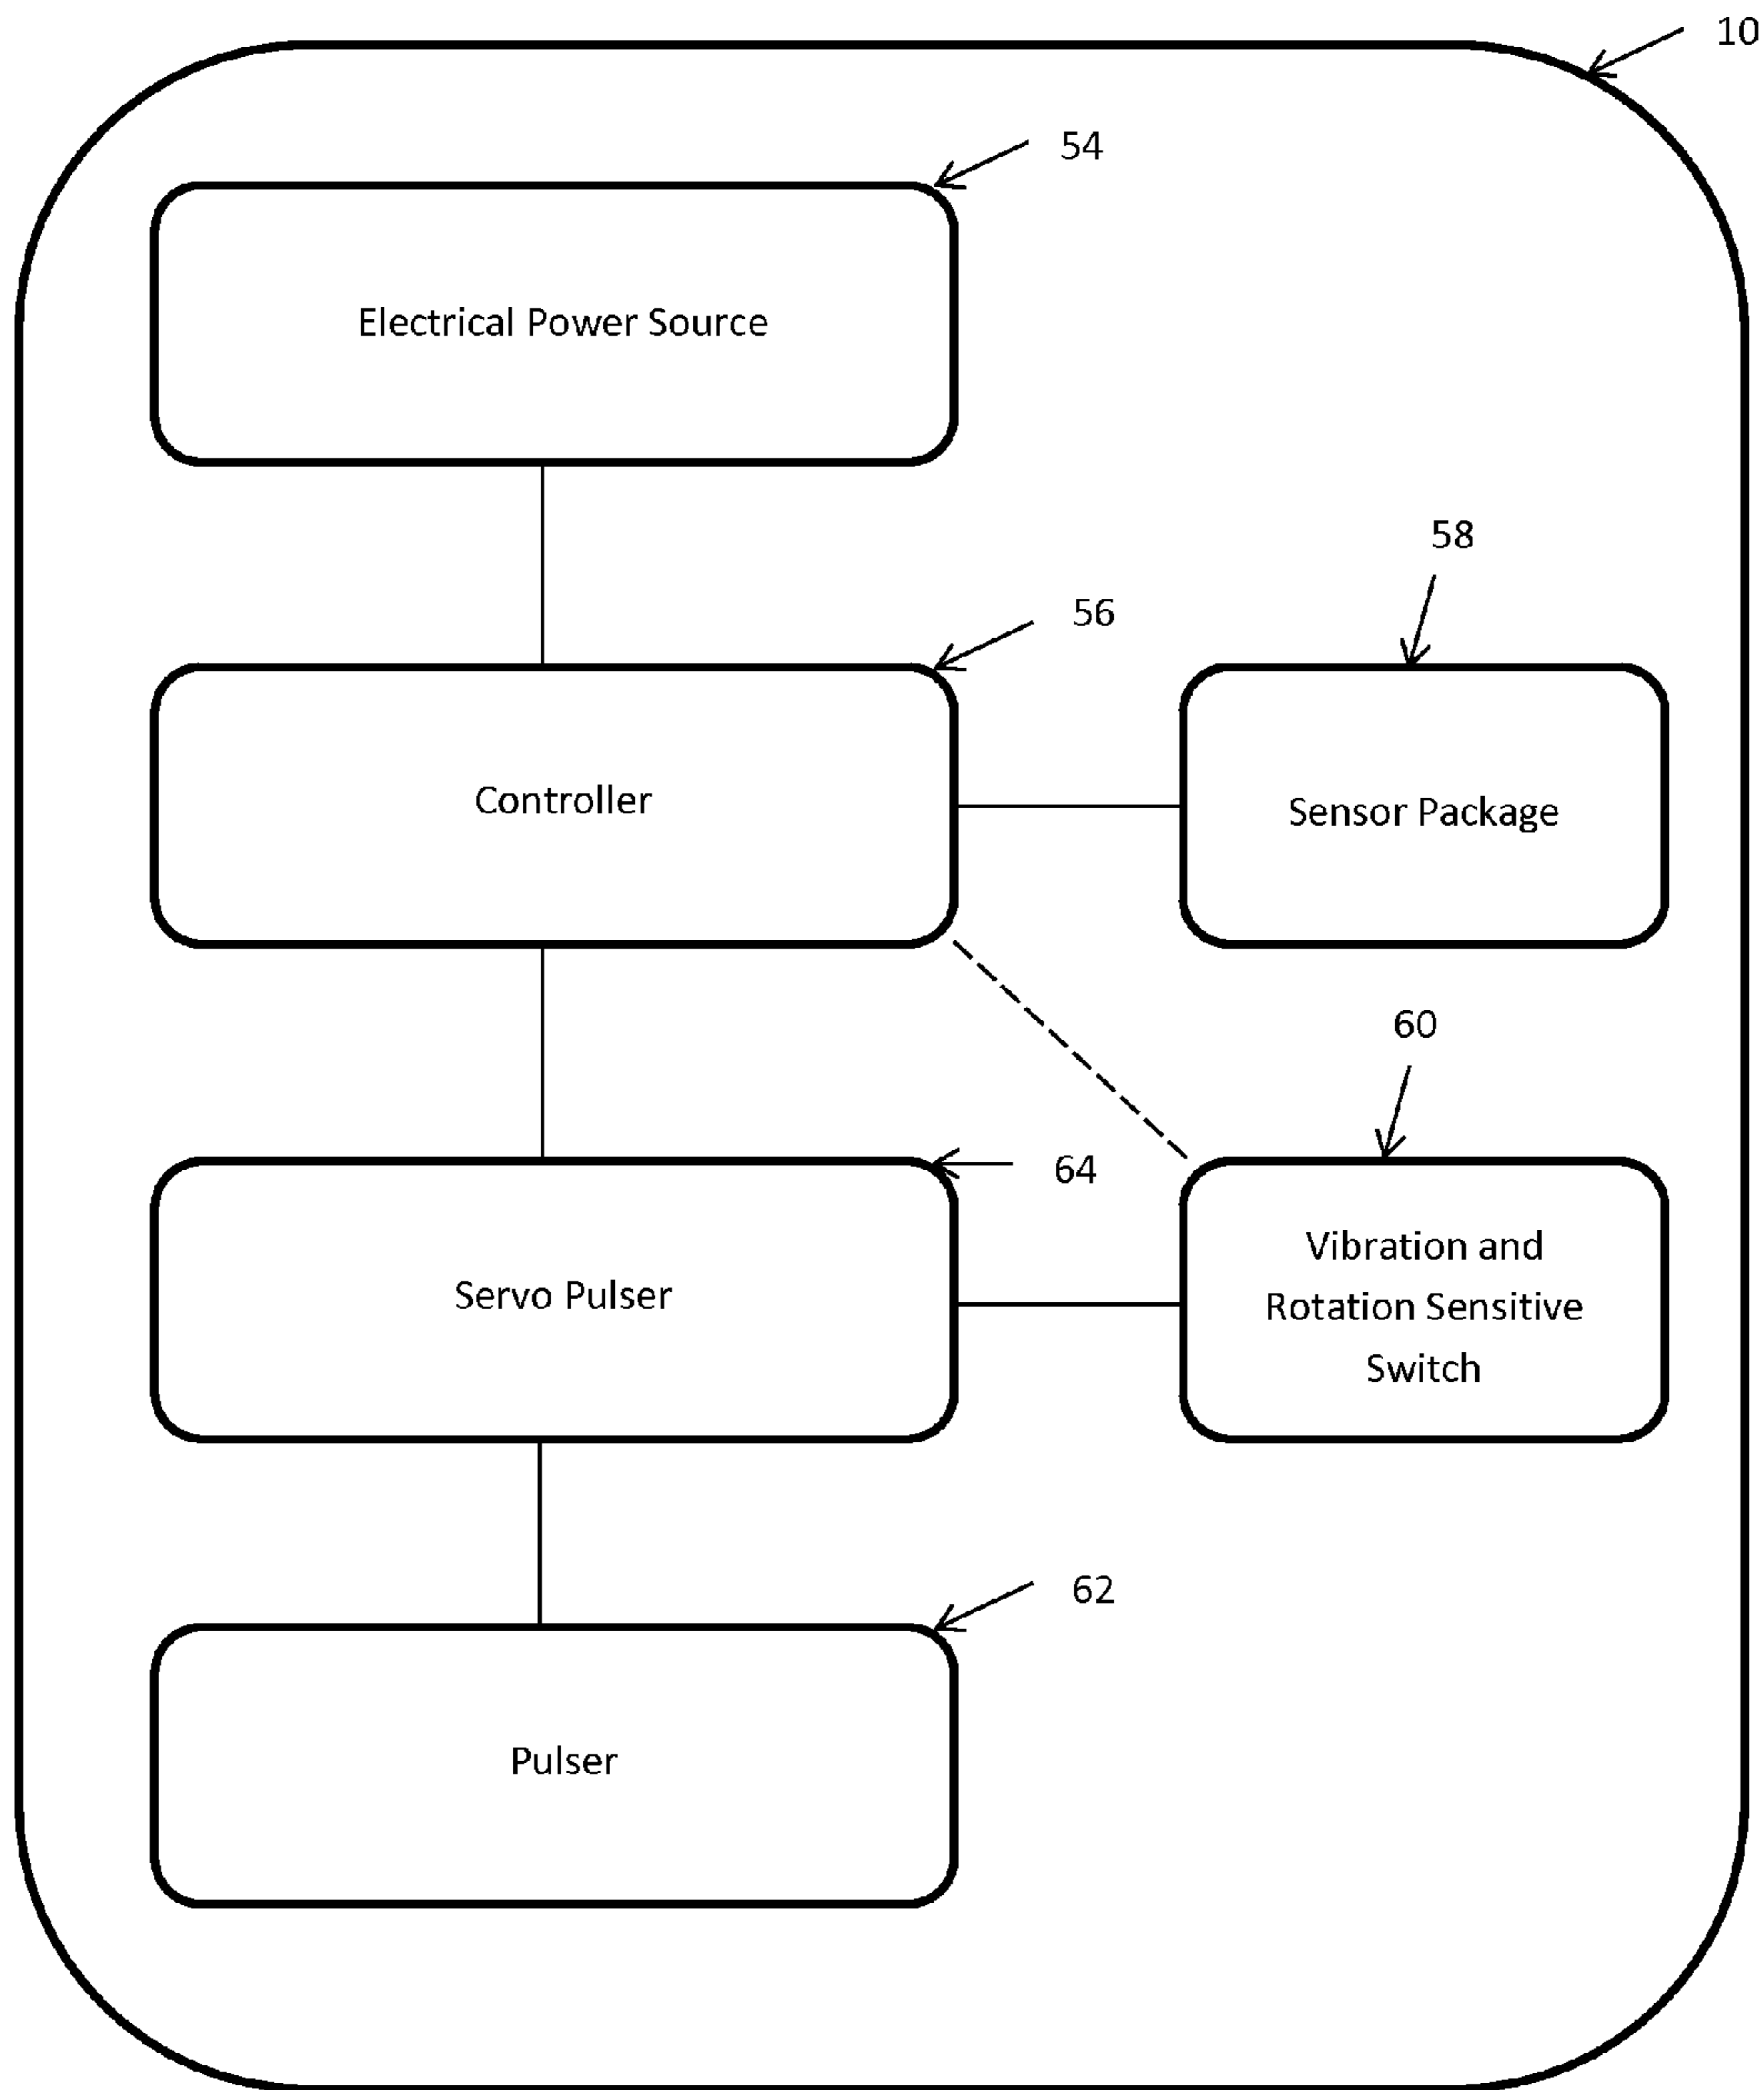 10
54
Electrical Power Source
58
56
Controller
Sensor Package
60
64
Servo Pulser
Vibration and
Rotation Sensitive
Switch
62
Pulser